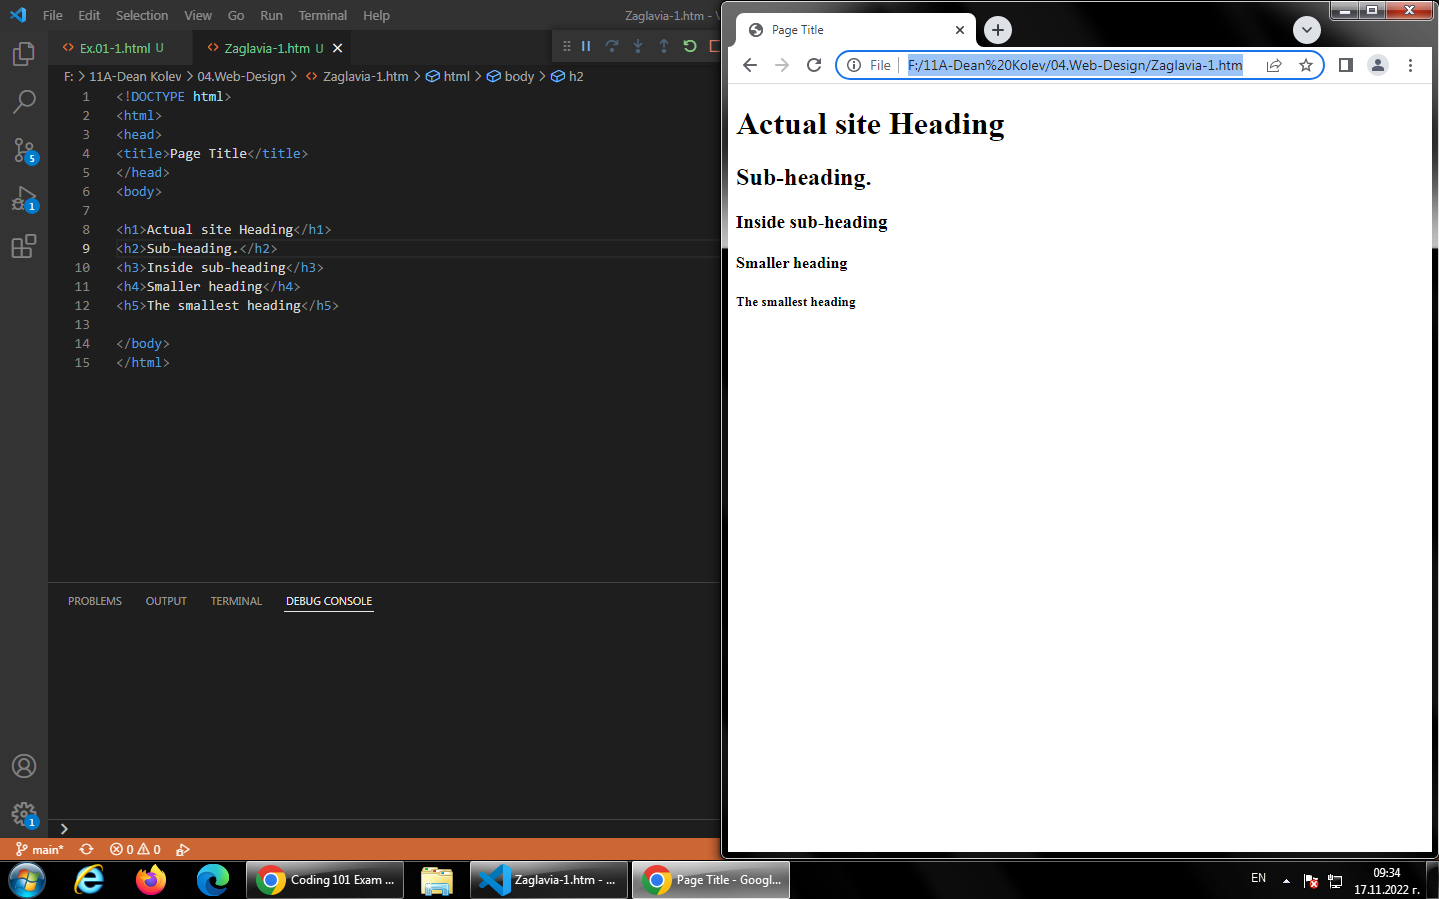 File Edit Selection View Go Run Terminal Help Zaglavia-1.htm - V
Ex.01-1.html U Zaglavia-1.htm U
F: > 11A-Dean Kolev > 04.Web-Design > Zaglavia-1.htm > html > body > h2
1 <!DOCTYPE html>
2 <html>
3 <head>
4 <title>Page Title</title>
5 </head>
6 <body>
7
8 <h1>Actual site Heading</h1>
9 <h2>Sub-heading.</h2>
10 <h3>Inside sub-heading</h3>
11 <h4>Smaller heading</h4>
12 <h5>The smallest heading</h5>
13
14 </body>
15 </html>
5
1
1
PROBLEMS OUTPUT TERMINAL DEBUG CONSOLE
main* 0 0
Page Title
File F:/11A-Dean%20Kolev/04.Web-Design/Zaglavia-1.htm
Actual site Heading
Sub-heading.
Inside sub-heading
Smaller heading
The smallest heading
Coding 101 Exam ... Zaglavia-1.htm - ... Page Title - Googl...
EN 09:34
17.11.2022 г.